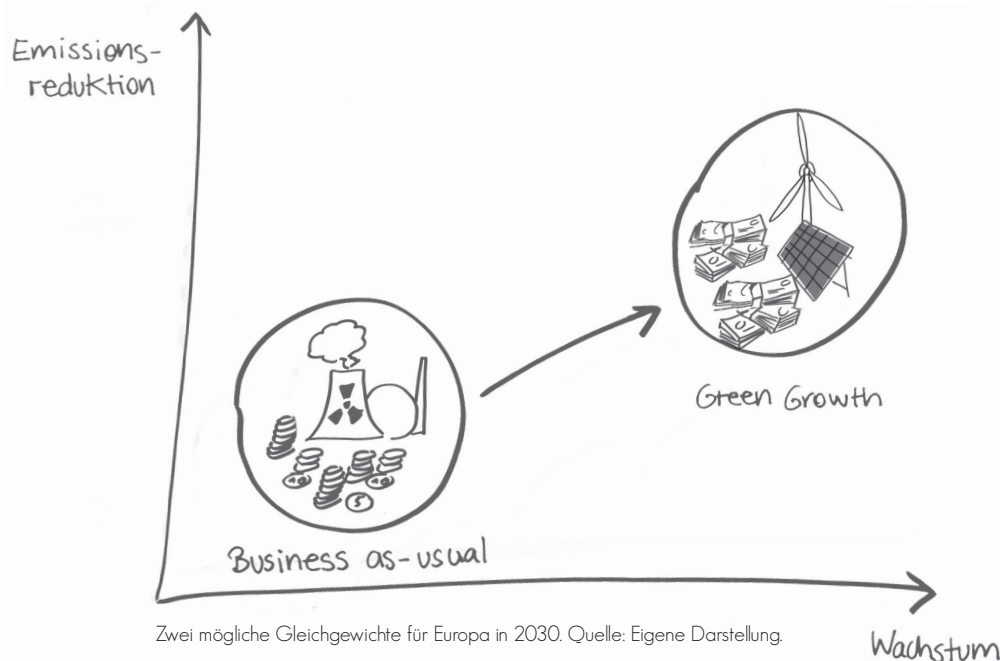 Emissions-
reduktion
Green Growth
Business as-usual
Zwei mögliche Gleichgewichte für Europa in 2030. Quelle: Eigene Darstellung.
Wachstum